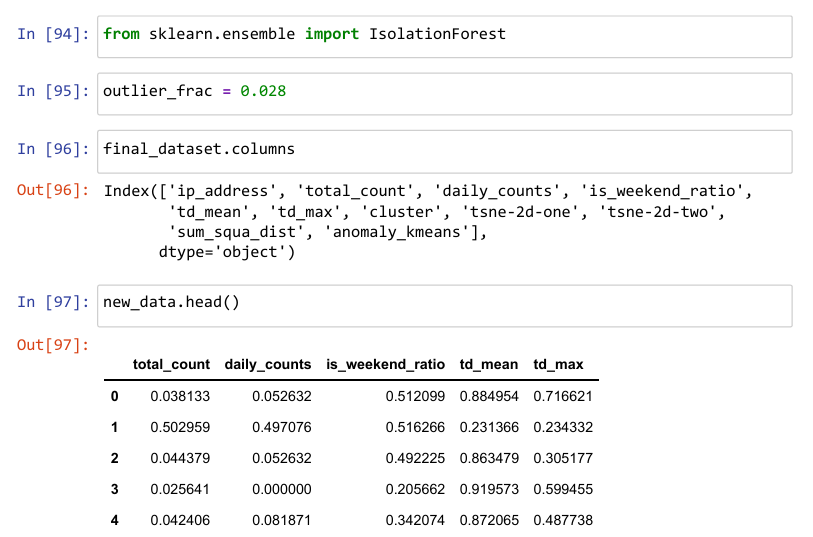 In [94]: from sklearn.ensemble import IsolationForest
In [95]: outlier_frac = 0.028
In [96]: final_dataset.columns
Out[96]: Index(['ip_address', 'total_count', 'daily_counts', 'is_weekend_ratio',
'td_mean', 'td_max', 'cluster', 'tsne-2d-one', 'tsne-2d-two',
'sum_squa_dist', 'anomaly_kmeans'],
dtype='object')
In [97]: new_data.head()
Out[97]:
total_count daily_counts is_weekend_ratio td_mean td_max
0 0.038133 0.052632 0.512099 0.884954 0.716621
1 0.502959 0.497076 0.516266 0.231366 0.234332
2 0.044379 0.052632 0.492225 0.863479 0.305177
3 0.025641 0.000000 0.205662 0.919573 0.599455
4 0.042406 0.081871 0.342074 0.872065 0.487738